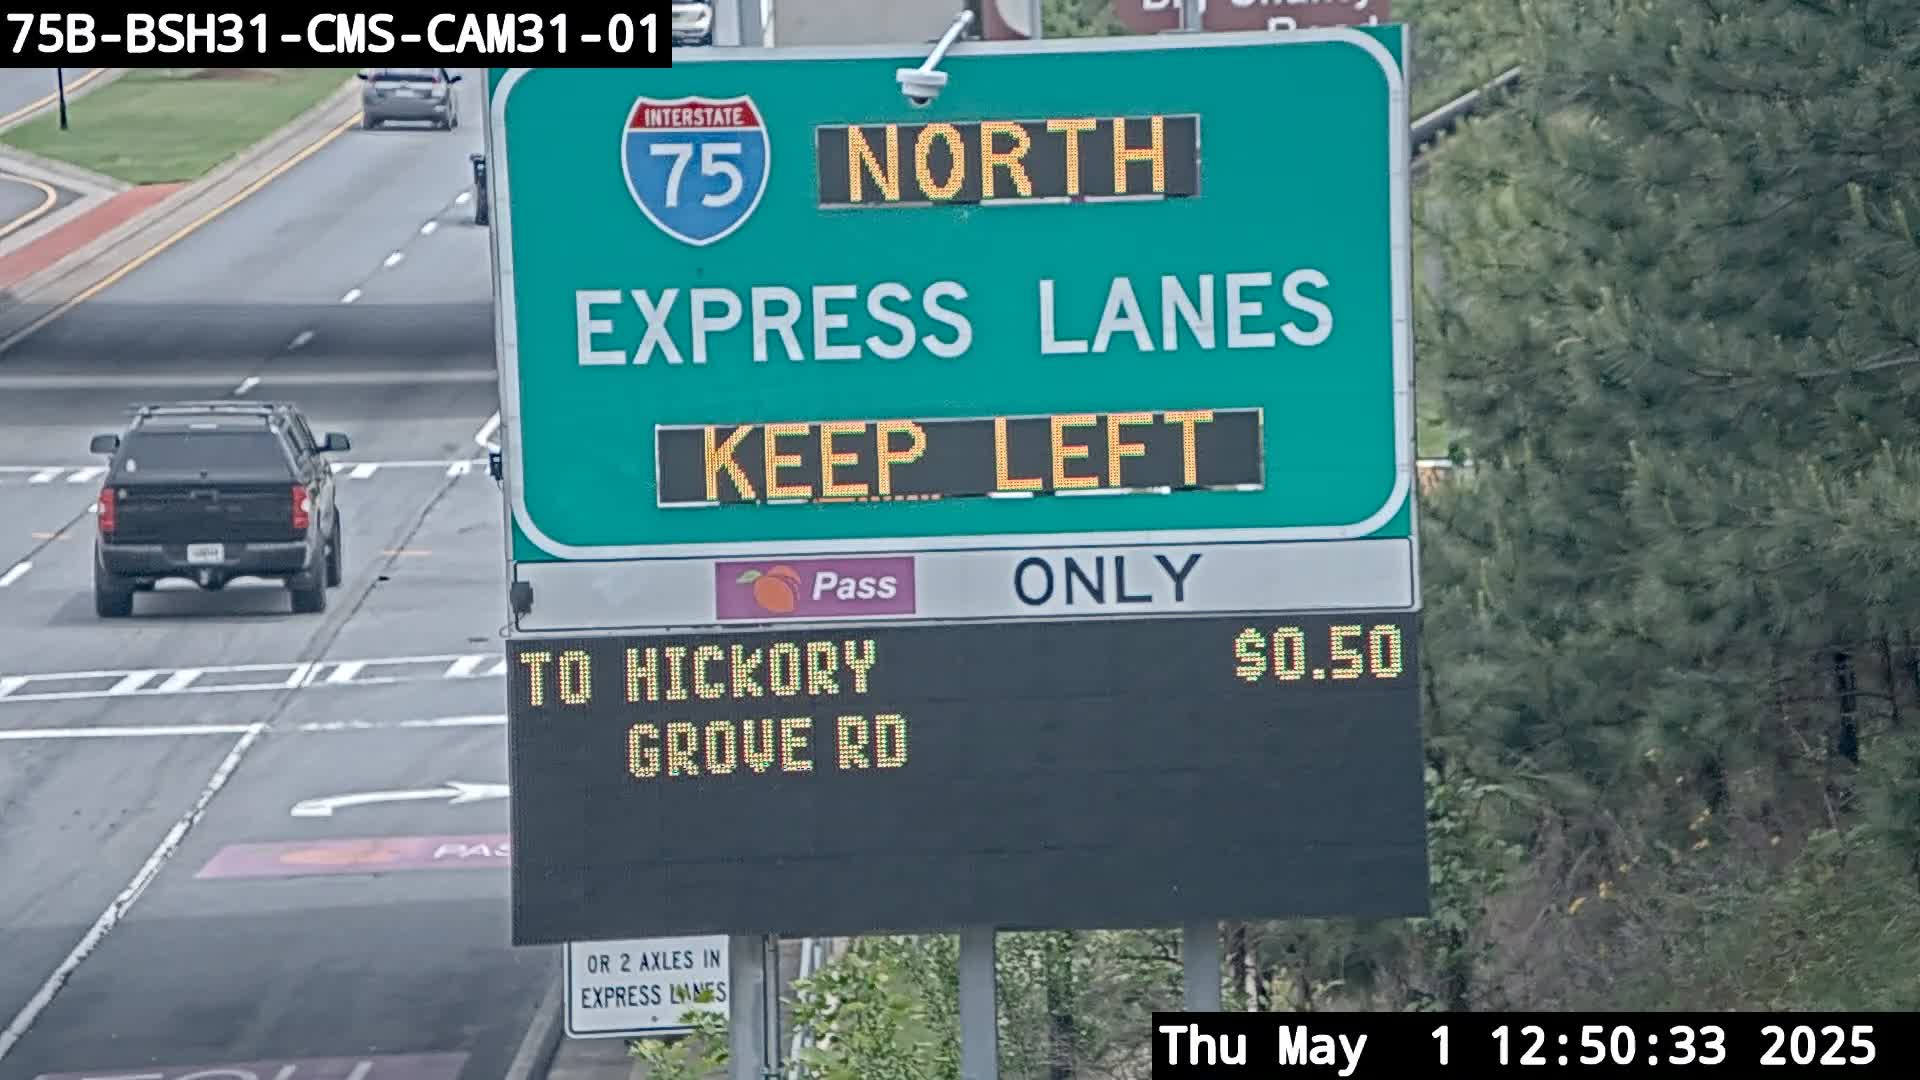 75B-BSH31-CMS-CAM31-01
INTERSTATE
75
NORTH
EXPRESS LANES
KEEP LEFT
Pass ONLY
TO HICKORY $0.50
GROVE RD
PAS
OR 2 AXLES IN
EXPRESS LANES
Thu May 1 12:50:33 2025